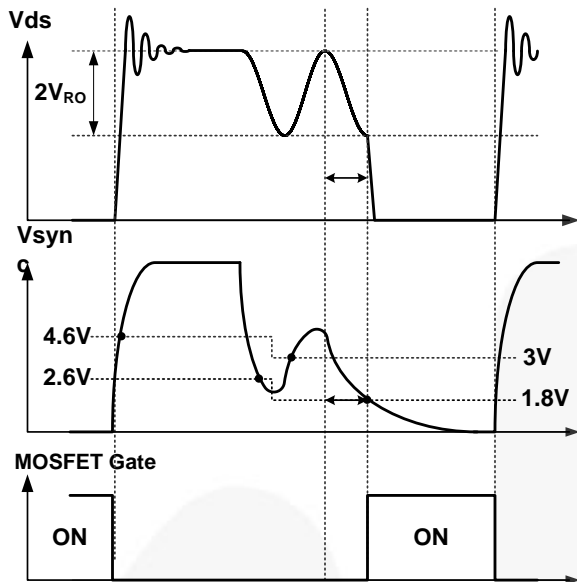 Vds
2VRO
Vsyn
c
4.6V
3V
2.6V
1.8V
MOSFET Gate
ON
ON